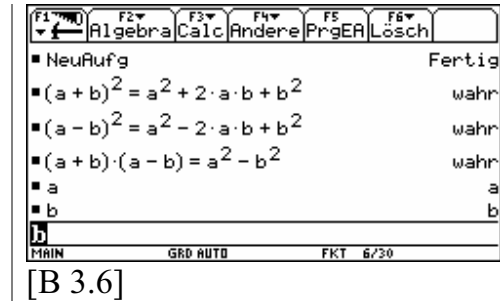 F1 F2 Algebra F3 Calc F4 Andere F5 PrgEA F6 Lösch
▪ NeuAufg Fertig
▪ (a + b)² = a² + 2·a·b + b² wahr
▪ (a - b)² = a² - 2·a·b + b² wahr
▪ (a + b)·(a - b) = a² - b² wahr
▪ a a
▪ b b
b
MAIN GRD AUTO FKT 6/30
[B 3.6]